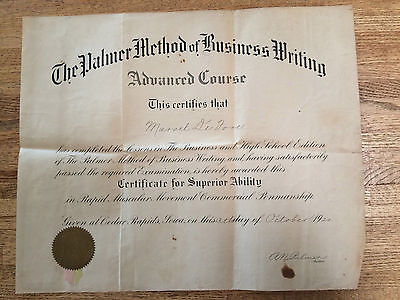 The Palmer Method of Business Writing
Advanced Course
This certifies that
has completed the Lessons in The Business and High School Edition
of The Palmer Method of Business Writing and having satisfactorily
passed the required Examination, is hereby awarded this
Certificate for Superior Ability
in Rapid, Muscular Movement Commercial Penmanship.
Given at Cedar Rapids, Iowa, on this day of October 19
A.N. Palmer